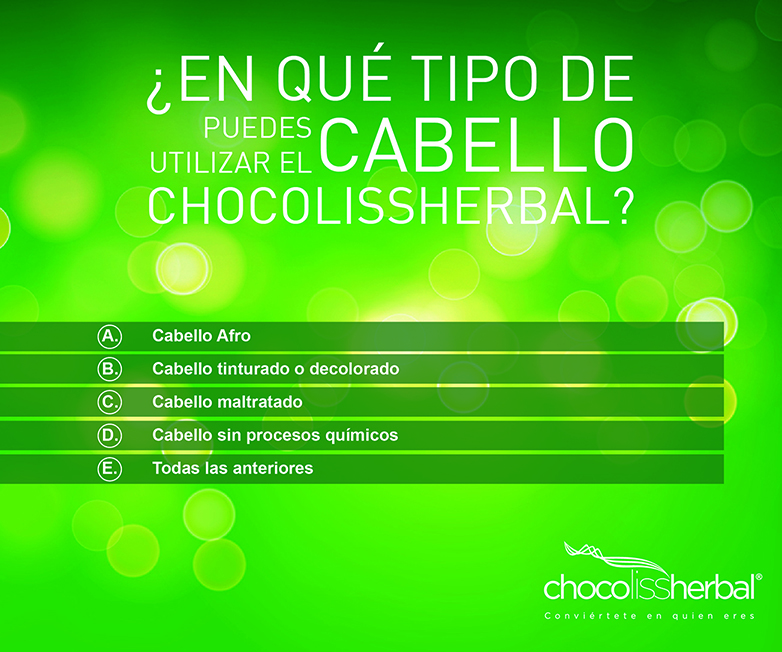 ¿EN QUÉ TIPO DE
PUEDES
UTILIZAR EL CABELLO
CHOCOLISSHERBAL?
A. Cabello Afro
B. Cabello tinturado o decolorado
C. Cabello maltratado
D. Cabello sin procesos químicos
E. Todas las anteriores
chocolissherbal®
Conviértete en quien eres